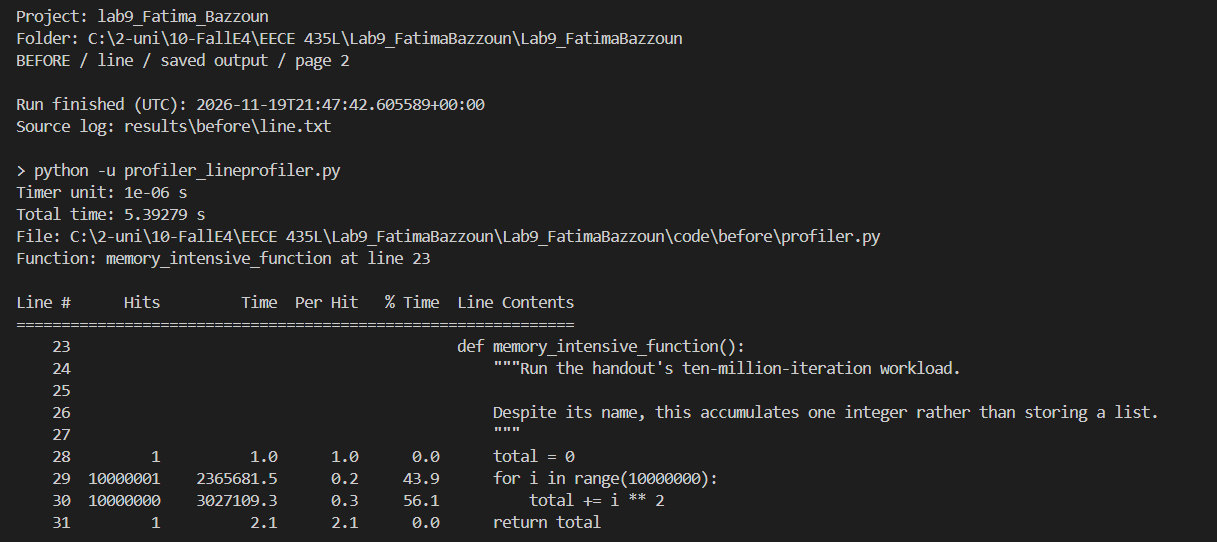 Project: lab9_Fatima_Bazzoun
Folder: C:\2-uni\10-FallE4\EECE 435L\Lab9_FatimaBazzoun\Lab9_FatimaBazzoun
BEFORE / line / saved output / page 2

Run finished (UTC): 2026-11-19T21:47:42.605589+00:00
Source log: results\before\line.txt

> python -u profiler_lineprofiler.py
Timer unit: 1e-06 s
Total time: 5.39279 s
File: C:\2-uni\10-FallE4\EECE 435L\Lab9_FatimaBazzoun\Lab9_FatimaBazzoun\code\before\profiler.py
Function: memory_intensive_function at line 23

Line #      Hits         Time  Per Hit   % Time  Line Contents
==============================================================
    23                                           def memory_intensive_function():
    24                                               """Run the handout's ten-million-iteration workload.
    25
    26                                               Despite its name, this accumulates one integer rather than storing a list.
    27                                               """
    28         1          1.0      1.0      0.0      total = 0
    29  10000001    2365681.5      0.2     43.9      for i in range(10000000):
    30  10000000    3027109.3      0.3     56.1          total += i ** 2
    31         1          2.1      2.1      0.0      return total